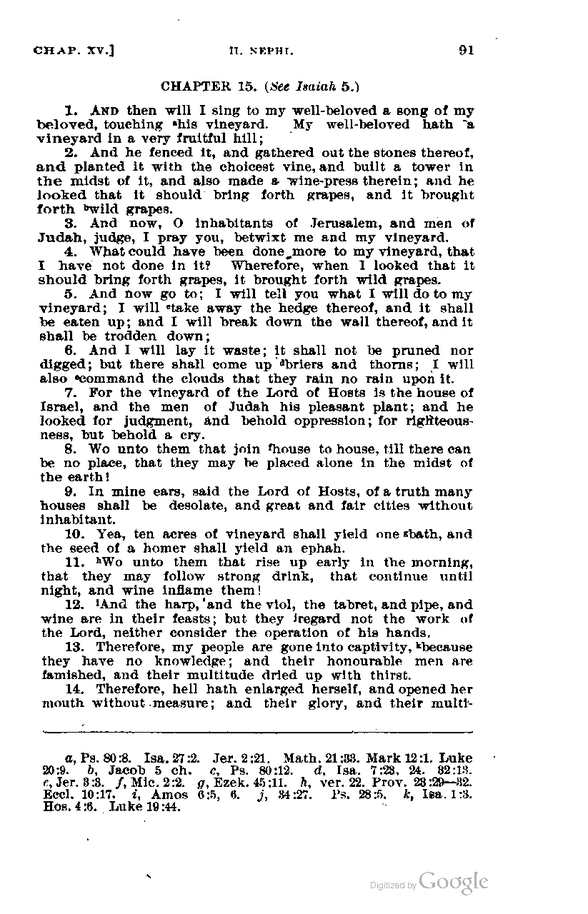 CHAP. XV.] II. NEPHI. 91
CHAPTER 15. (See Isaiah 5.)
1. AND then will I sing to my well-beloved a song of my
beloved, touching ᵃhis vineyard. My well-beloved hath a
vineyard in a very fruitful hill;
2. And he fenced it, and gathered out the stones thereof,
and planted it with the choicest vine, and built a tower in
the midst of it, and also made a wine-press therein; and he
looked that it should bring forth grapes, and it brought
forth ᵇwild grapes.
3. And now, O inhabitants of Jerusalem, and men of
Judah, judge, I pray you, betwixt me and my vineyard.
4. What could have been done more to my vineyard, that
I have not done in it? Wherefore, when I looked that it
should bring forth grapes, it brought forth wild grapes.
5. And now go to; I will tell you what I will do to my
vineyard; I will ᶜtake away the hedge thereof, and it shall
be eaten up; and I will break down the wall thereof, and it
shall be trodden down;
6. And I will lay it waste; it shall not be pruned nor
digged; but there shall come up ᵈbriers and thorns; I will
also ᵉcommand the clouds that they rain no rain upon it.
7. For the vineyard of the Lord of Hosts is the house of
Israel, and the men of Judah his pleasant plant; and he
looked for judgment, and behold oppression; for righteous-
ness, but behold a cry.
8. Wo unto them that join ᶠhouse to house, till there can
be no place, that they may be placed alone in the midst of
the earth!
9. In mine ears, said the Lord of Hosts, of a truth many
houses shall be desolate, and great and fair cities without
inhabitant.
10. Yea, ten acres of vineyard shall yield one ᵍbath, and
the seed of a homer shall yield an ephah.
11. ʰWo unto them that rise up early in the morning,
that they may follow strong drink, that continue until
night, and wine inflame them!
12. ⁱAnd the harp, and the viol, the tabret, and pipe, and
wine are in their feasts; but they ʲregard not the work of
the Lord, neither consider the operation of his hands.
13. Therefore, my people are gone into captivity, ᵏbecause
they have no knowledge; and their honourable men are
famished, and their multitude dried up with thirst.
14. Therefore, hell hath enlarged herself, and opened her
mouth without measure; and their glory, and their multi-
a, Ps. 80:8. Isa. 27:2. Jer. 2:21. Math. 21:33. Mark 12:1. Luke
20:9. b, Jacob 5 ch. c, Ps. 80:12. d, Isa. 7:23, 24. 32:13.
e, Jer. 3:3. f, Mic. 2:2. g, Ezek. 45:11. h, ver. 22. Prov. 23:29—32.
Eccl. 10:17. i, Amos 6:5, 6. j, 34:27. Ps. 28:5. k, Isa. 1:3.
Hos. 4:6. Luke 19:44.
Digitized by Google